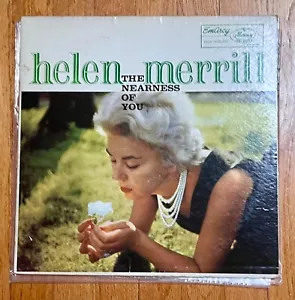 EmArcy
helen merrill
THE
NEARNESS
OF
YOU